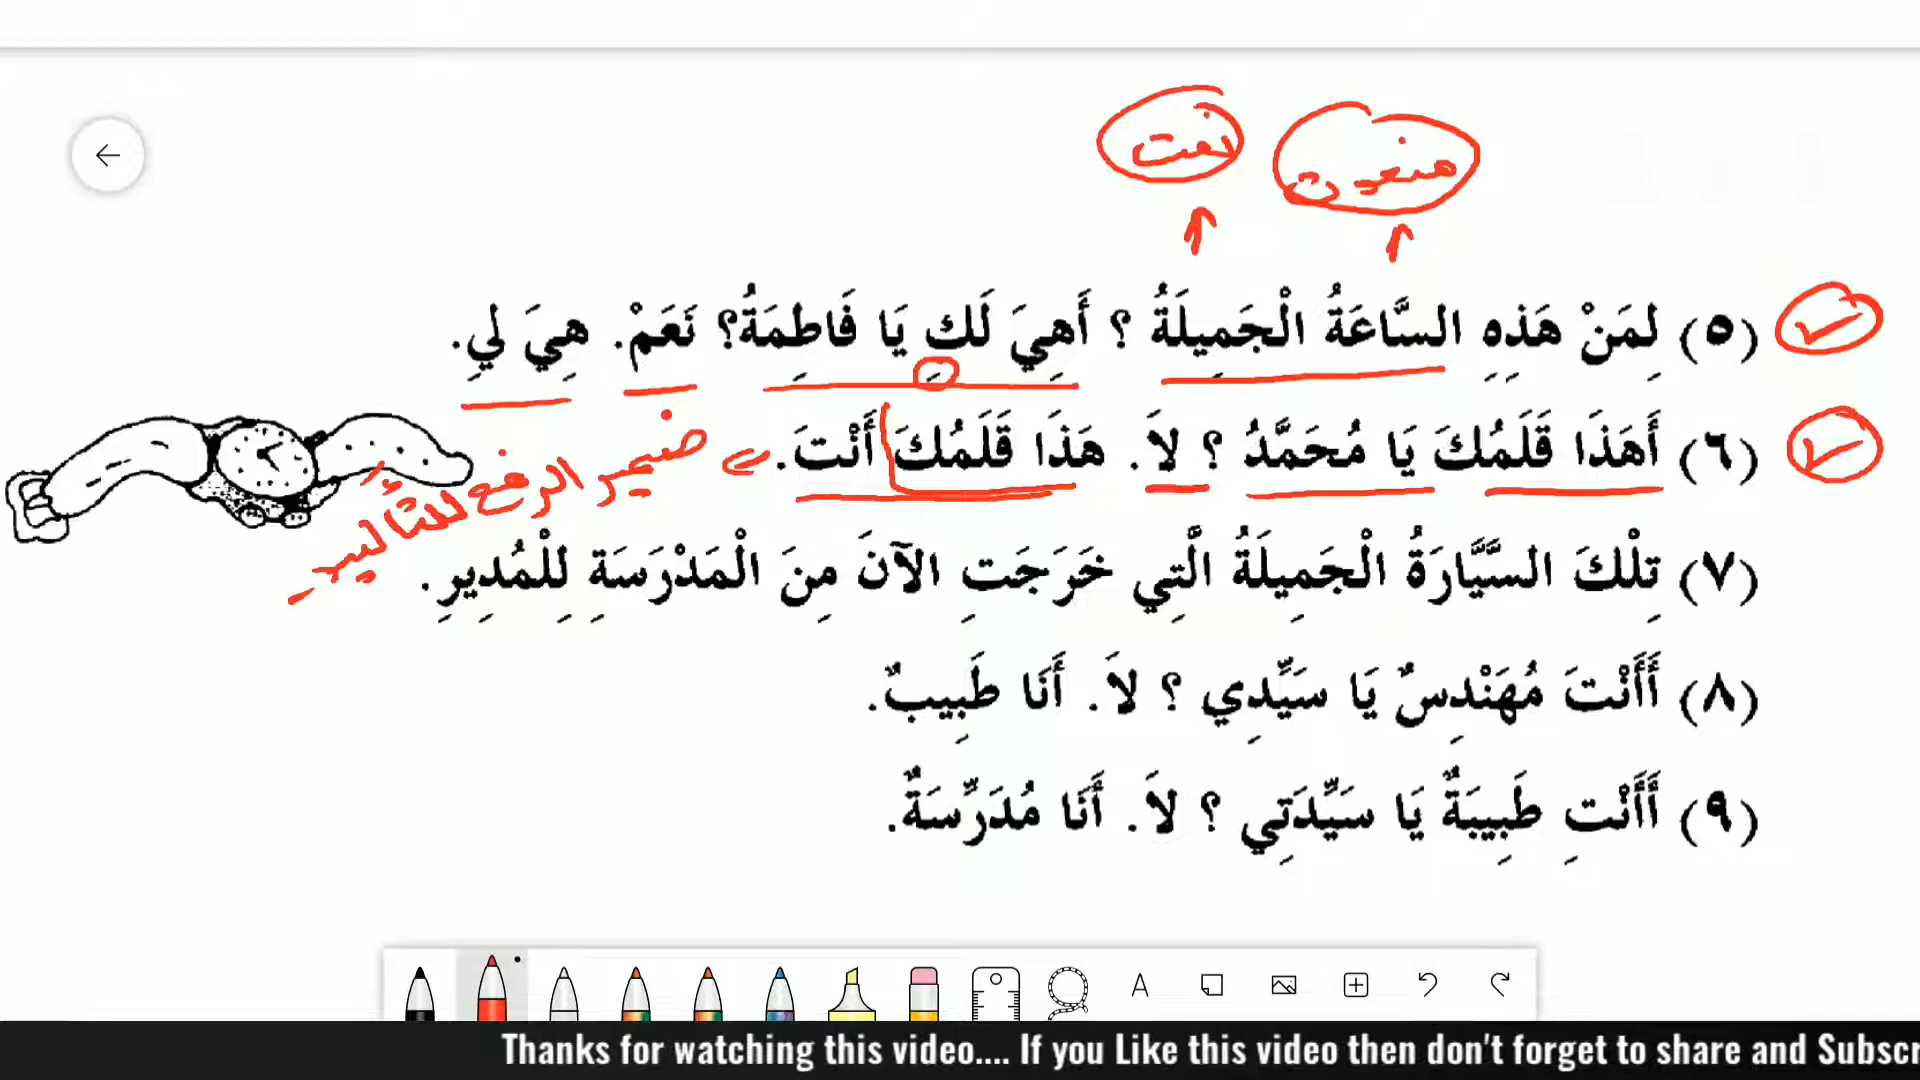 منعوت نعت
(٥) لِمَنْ هَذِهِ السَّاعَةُ الْجَمِيلَةُ ؟ أَهِيَ لَكِ يَا فَاطِمَةُ؟ نَعَمْ. هِيَ لِي.
(٦) أَهَذَا قَلَمُكَ يَا مُحَمَّدُ ؟ لاَ. هَذَا قَلَمُكَ أَنْتَ.
ضمير الرفع
(٧) تِلْكَ السَّيَّارَةُ الْجَمِيلَةُ الَّتِي خَرَجَتِ الآنَ مِنَ الْمَدْرَسَةِ لِلْمُدِيرِ.
(٨) أَأَنْتَ مُهَنْدِسٌ يَا سَيِّدِي ؟ لاَ. أَنَا طَبِيبٌ.
(٩) أَأَنْتِ طَبِيبَةٌ يَا سَيِّدَتِي ؟ لاَ. أَنَا مُدَرِّسَةٌ.
A
Thanks for watching this video.... If you Like this video then don't forget to share and Subscr